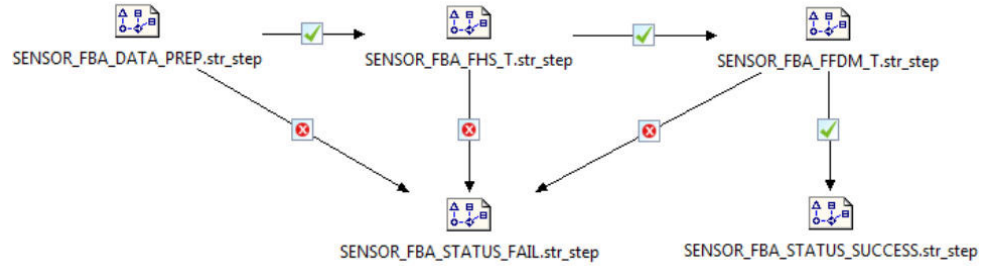 SENSOR_FBA_DATA_PREP.str_step
SENSOR_FBA_FHS_T.str_step
SENSOR_FBA_FFDM_T.str_step
SENSOR_FBA_STATUS_FAIL.str_step
SENSOR_FBA_STATUS_SUCCESS.str_step